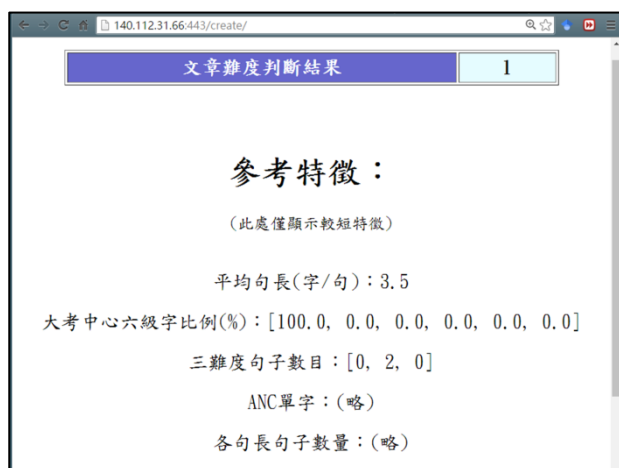 140.112.31.66:443/create/
文章難度判斷結果 1
參考特徵：
(此處僅顯示較短特徵)
平均句長(字/句)：3.5
大考中心六級字比例(%)：[100.0, 0.0, 0.0, 0.0, 0.0, 0.0]
三難度句子數目：[0, 2, 0]
ANC單字：(略)
各句長句子數量：(略)